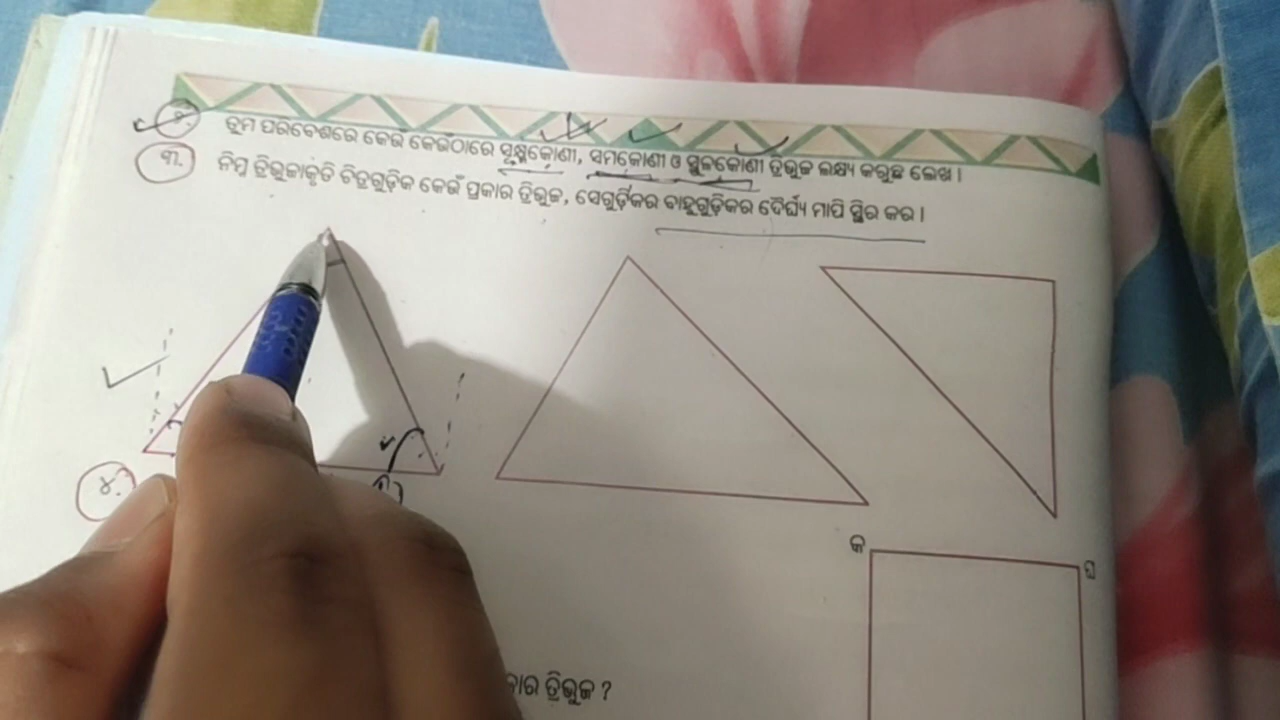 ୨. ତୁମ ପରିବେଶରେ କେଉଁ କେଉଁଠାରେ ସୂକ୍ଷ୍ମକୋଣୀ, ସମକୋଣୀ ଓ ସ୍ଥୂଳକୋଣୀ ତ୍ରିଭୁଜ ଲକ୍ଷ୍ୟ କରୁଛ ଲେଖ ।
୩. ନିମ୍ନ ତ୍ରିଭୁଜାକୃତି ଚିତ୍ରଗୁଡ଼ିକ କେଉଁ ପ୍ରକାର ତ୍ରିଭୁଜ, ସେଗୁଡ଼ିକର ବାହୁଗୁଡ଼ିକର ଦୈର୍ଘ୍ୟ ମାପି ସ୍ଥିର କର ।
୪.
କ ଘ
ତ୍ରିଭୁଜ ?